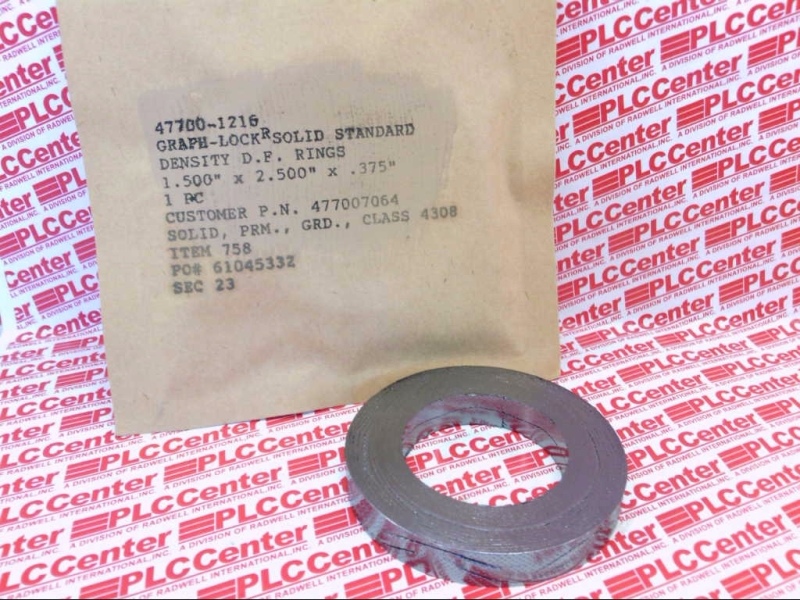 47700-1216
GRAPH-LOCK® SOLID STANDARD
DENSITY D.F. RINGS
1.500" x 2.500" x .375"
1 PC
CUSTOMER P.N. 477007064
SOLID, PRM., GRD., CLASS 4308
ITEM 758
PO# 61045332
SEC 23
PLCCenter
A DIVISION OF RADWELL INTERNATIONAL, INC.